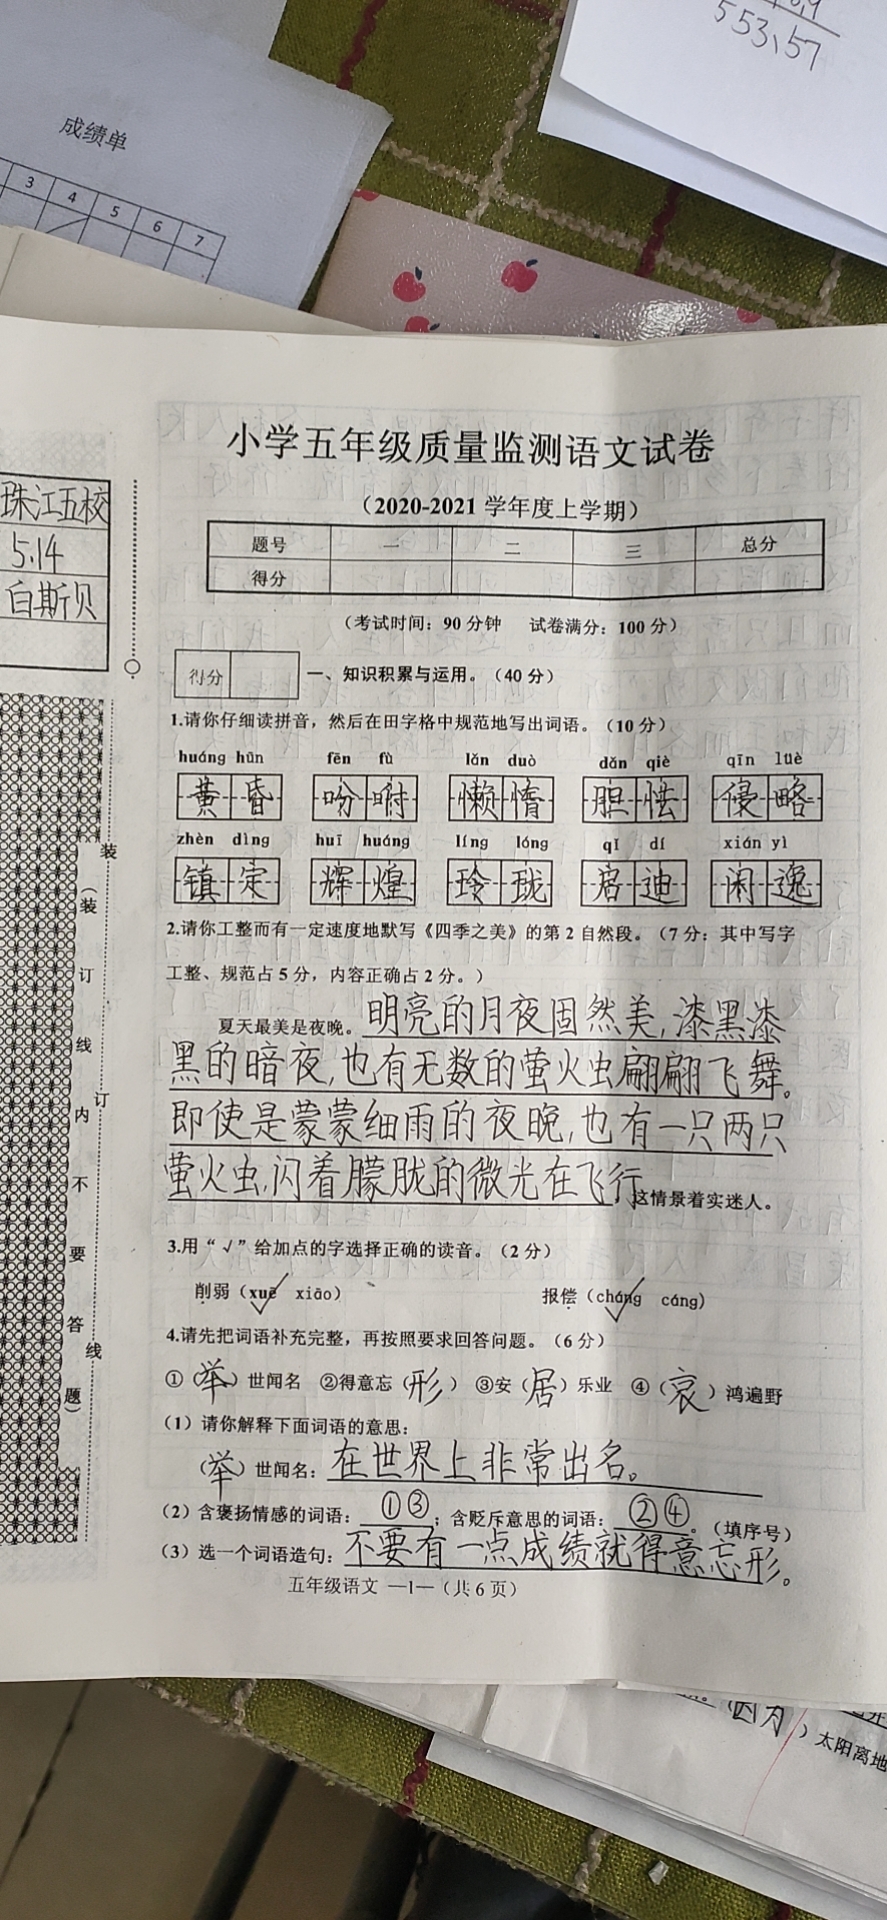 553.57
成绩单
3 4 5 6 7
小学五年级质量监测语文试卷
（2020-2021学年度上学期）
珠江五校
5.14
白斯贝
题号 一 二 三 总分
得分
（考试时间：90分钟 试卷满分：100分）
得分 一、知识积累与运用。（40分）
1.请你仔细读拼音，然后在田字格中规范地写出词语。（10分）
huáng hūn fēn fù lǎn duò dǎn qiè qīn lüè
黄昏 吩咐 懒惰 胆怯 侵略
zhèn dìng huī huáng líng lóng qǐ dí xián yì
镇定 辉煌 玲珑 启迪 闲逸
2.请你工整而有一定速度地默写《四季之美》的第2自然段。（7分：其中写字
工整、规范占5分，内容正确占2分。）
夏天最美是夜晚。明亮的月夜固然美,漆黑漆
黑的暗夜,也有无数的萤火虫翩翩飞舞。
即使是蒙蒙细雨的夜晚,也有一只两只
萤火虫,闪着朦胧的微光在飞行 这情景着实迷人。
3.用“√”给加点的字选择正确的读音。（2分）
削弱（xuē xiāo） 报偿（cháng cáng）
4.请先把词语补充完整，再按照要求回答问题。（6分）
①（举）世闻名 ②得意忘（形） ③安（居）乐业 ④（哀）鸿遍野
（1）请你解释下面词语的意思：
（举）世闻名：在世界上非常出名。
（2）含褒扬情感的词语：①③；含贬斥意思的词语：②④。（填序号）
（3）选一个词语造句：不要有一点成绩就得意忘形。
五年级语文 —1—（共6页）
装
（装
订
线
订
内
不
要
答
线
题）
（因为）太阳离地